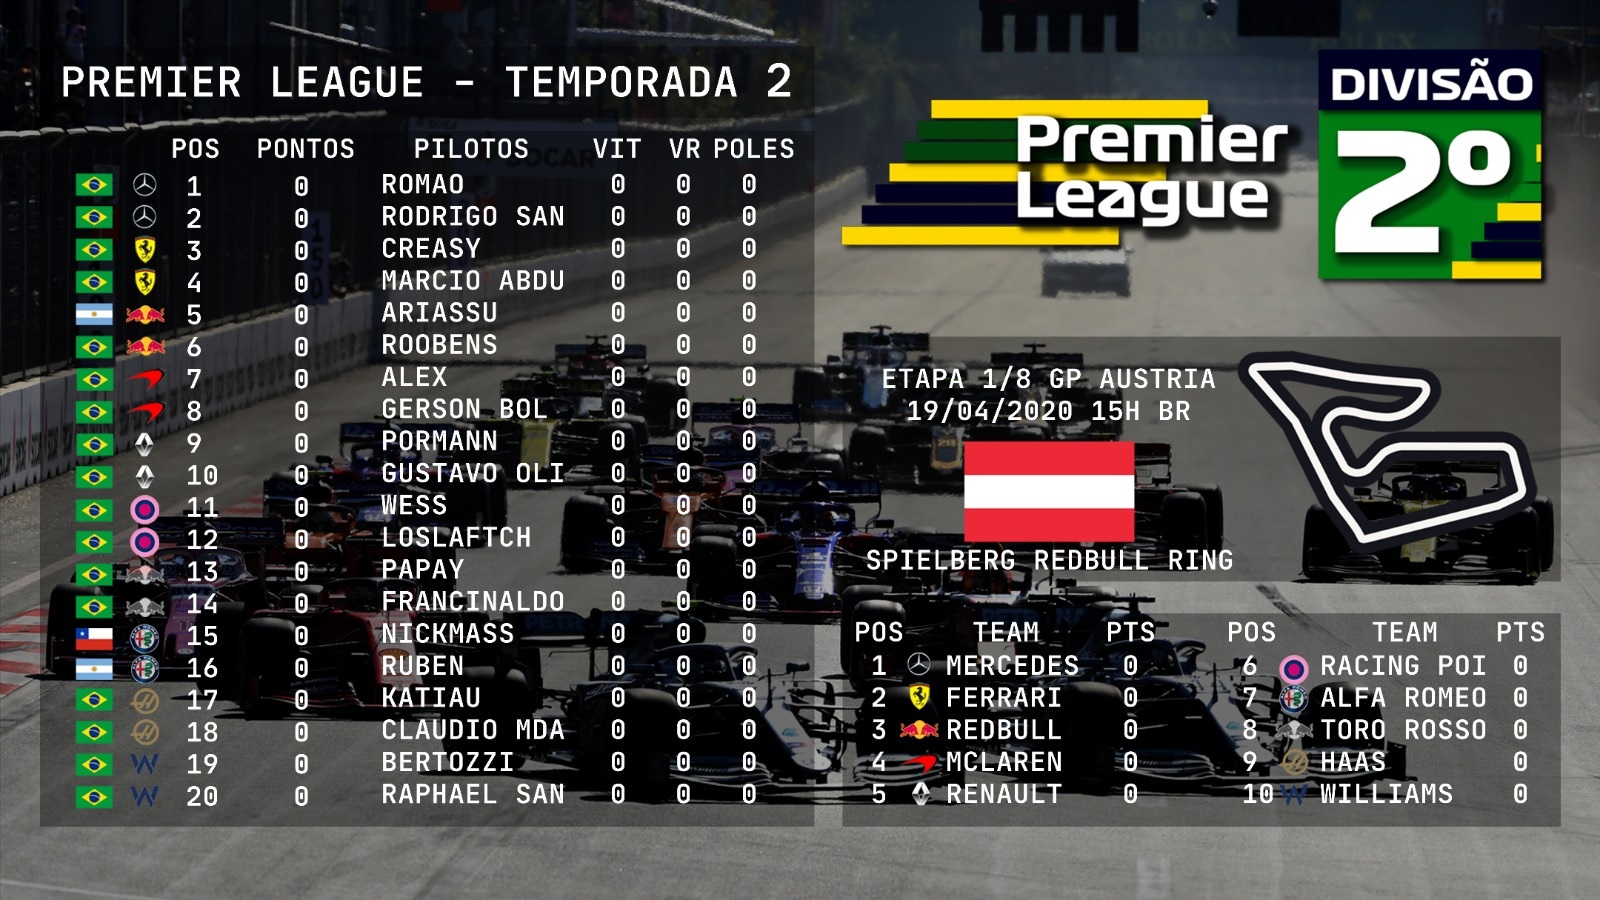 PREMIER LEAGUE - TEMPORADA 2
POS PONTOS PILOTOS VIT VR POLES
1 0 ROMAO 0 0 0
2 0 RODRIGO SAN 0 0 0
3 0 CREASY 0 0 0
4 0 MARCIO ABDU 0 0 0
5 0 ARIASSU 0 0 0
6 0 ROOBENS 0 0 0
7 0 ALEX 0 0 0
8 0 GERSON BOL 0 0 0
9 0 PORMANN 0 0 0
10 0 GUSTAVO OLI 0 0 0
11 0 WESS 0 0 0
12 0 LOSLAFTCH 0 0 0
13 0 PAPAY 0 0 0
14 0 FRANCINALDO 0 0 0
15 0 NICKMASS 0 0 0
16 0 RUBEN 0 0 0
17 0 KATIAU 0 0 0
18 0 CLAUDIO MDA 0 0 0
19 0 BERTOZZI 0 0 0
20 0 RAPHAEL SAN 0 0 0
Premier
League
DIVISÃO
2º
ETAPA 1/8 GP AUSTRIA
19/04/2020 15H BR
SPIELBERG REDBULL RING
POS TEAM PTS POS TEAM PTS
1 MERCEDES 0 6 RACING POI 0
2 FERRARI 0 7 ALFA ROMEO 0
3 REDBULL 0 8 TORO ROSSO 0
4 MCLAREN 0 9 HAAS 0
5 RENAULT 0 10 WILLIAMS 0